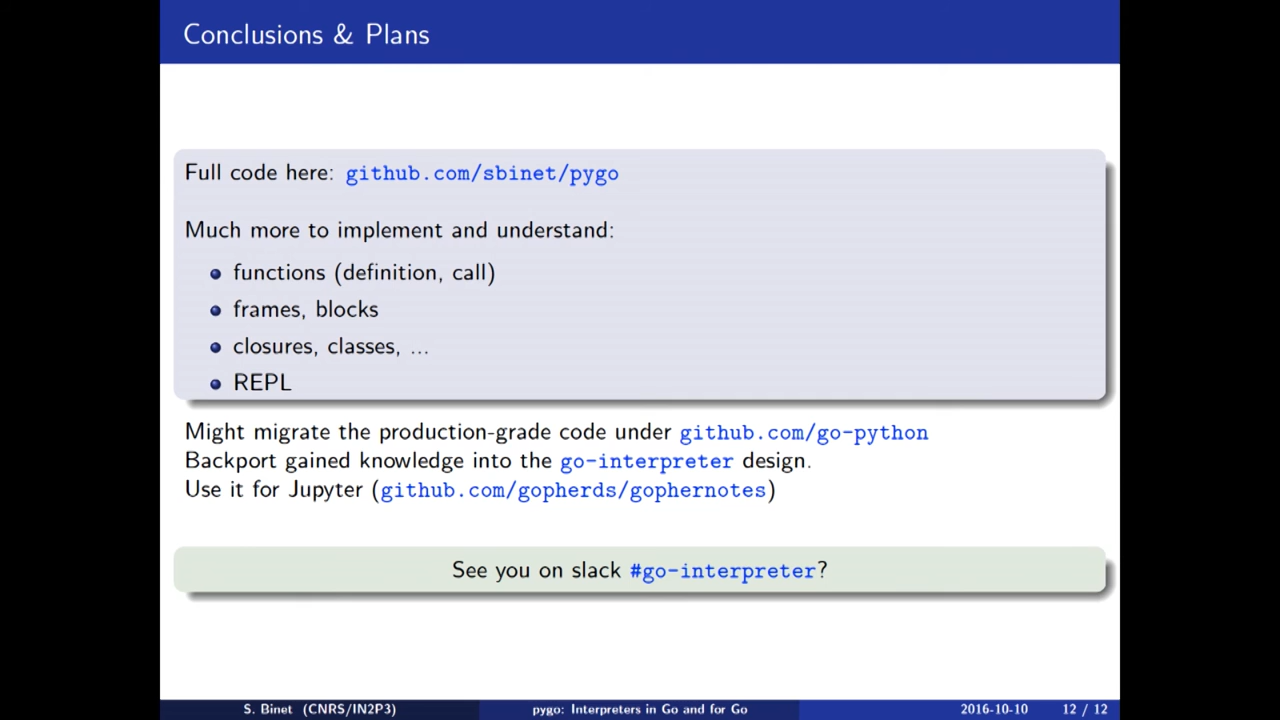 Conclusions & Plans
Full code here: github.com/sbinet/pygo
Much more to implement and understand:
functions (definition, call)
frames, blocks
closures, classes, ...
REPL
Might migrate the production-grade code under github.com/go-python
Backport gained knowledge into the go-interpreter design.
Use it for Jupyter (github.com/gopherds/gophernotes)
See you on slack #go-interpreter?
S. Binet (CNRS/IN2P3) pygo: Interpreters in Go and for Go 2016-10-10 12 / 12